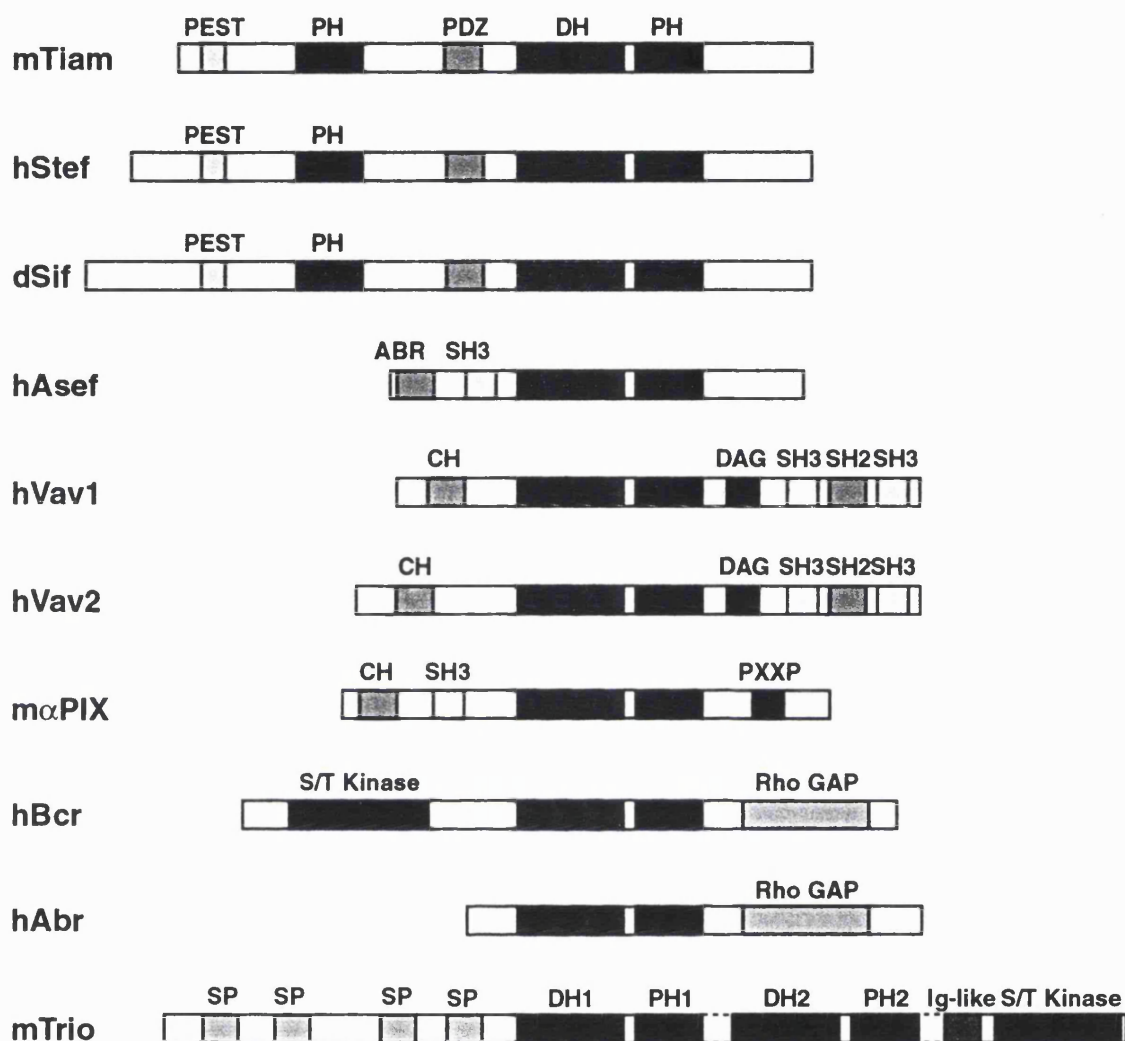 PEST PH PDZ DH PH
mTiam
PEST PH
hStef
PEST PH
dSif
ABR SH3
hAsef
CH DAG SH3 SH2 SH3
hVav1
CH DAG SH3 SH2 SH3
hVav2
CH SH3 PXXP
mαPIX
S/T Kinase Rho GAP
hBcr
Rho GAP
hAbr
SP SP SP SP DH1 PH1 DH2 PH2 Ig-like S/T Kinase
mTrio